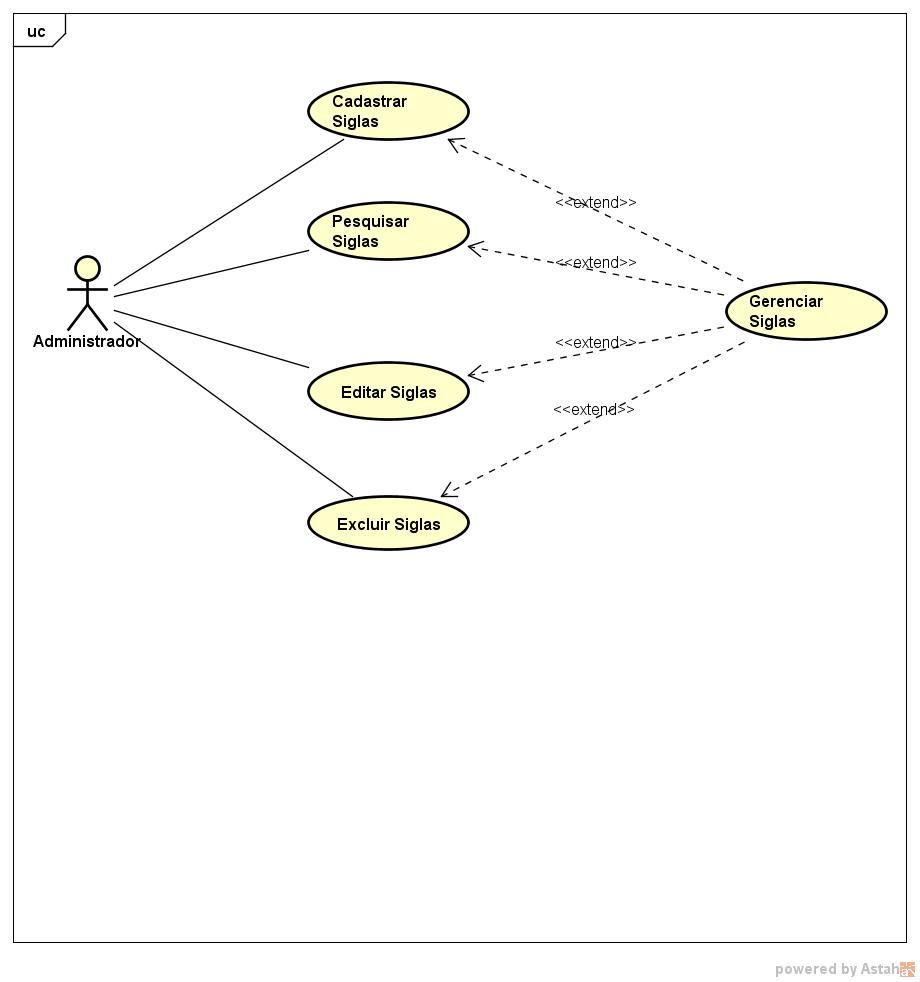 uc
Cadastrar
Siglas
<<extend>>
Pesquisar
Siglas
<<extend>>
Gerenciar
Siglas
Administrador
<<extend>>
Editar Siglas
<<extend>>
Excluir Siglas
powered by Astah